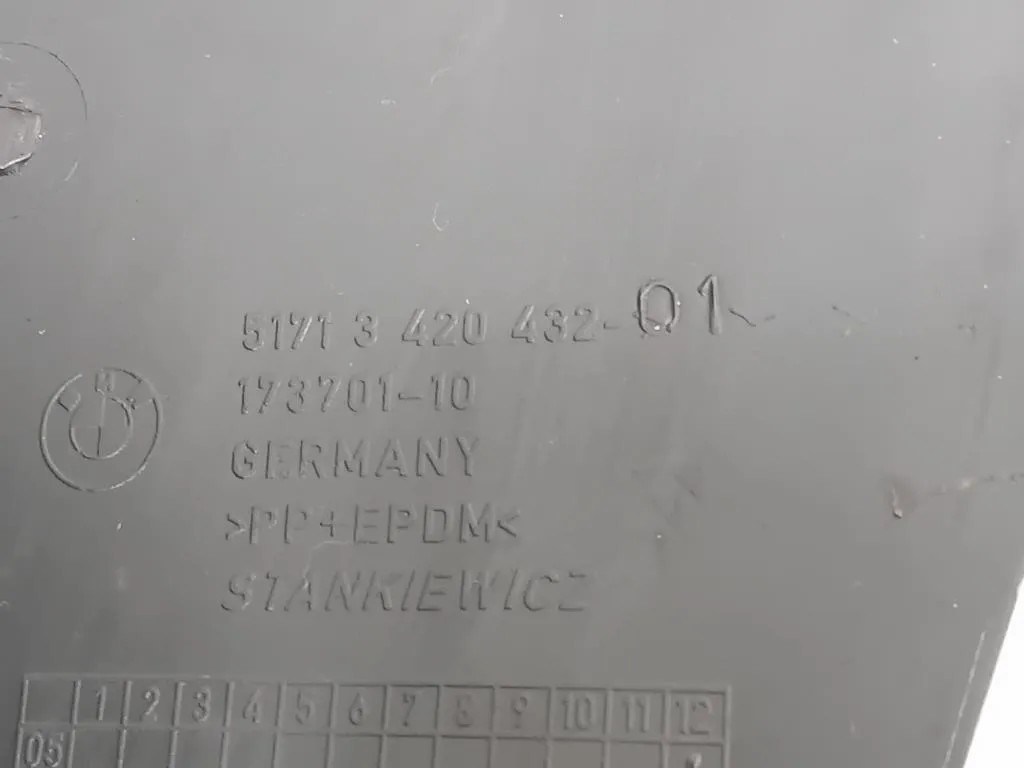 5171 3 420 432-01
173701-10
GERMANY
>PP+EPDM<
STANKIEWICZ
1 2 3 4 5 6 7 8 9 10 11 12
05